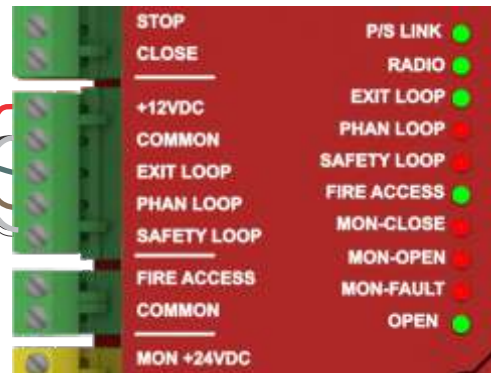 STOP
CLOSE
+12VDC
COMMON
EXIT LOOP
PHAN LOOP
SAFETY LOOP
FIRE ACCESS
COMMON
MON +24VDC
P/S LINK
RADIO
EXIT LOOP
PHAN LOOP
SAFETY LOOP
FIRE ACCESS
MON-CLOSE
MON-OPEN
MON-FAULT
OPEN